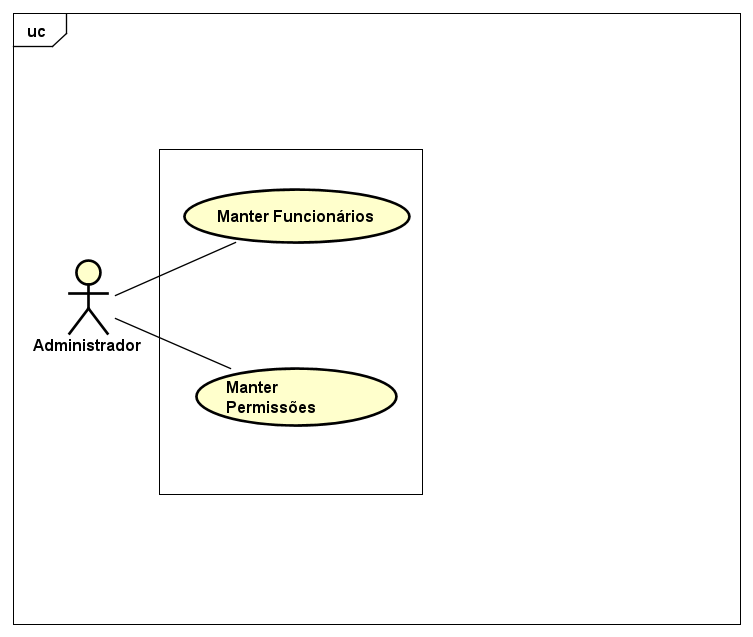 uc
Manter Funcionários
Administrador
Manter
Permissões